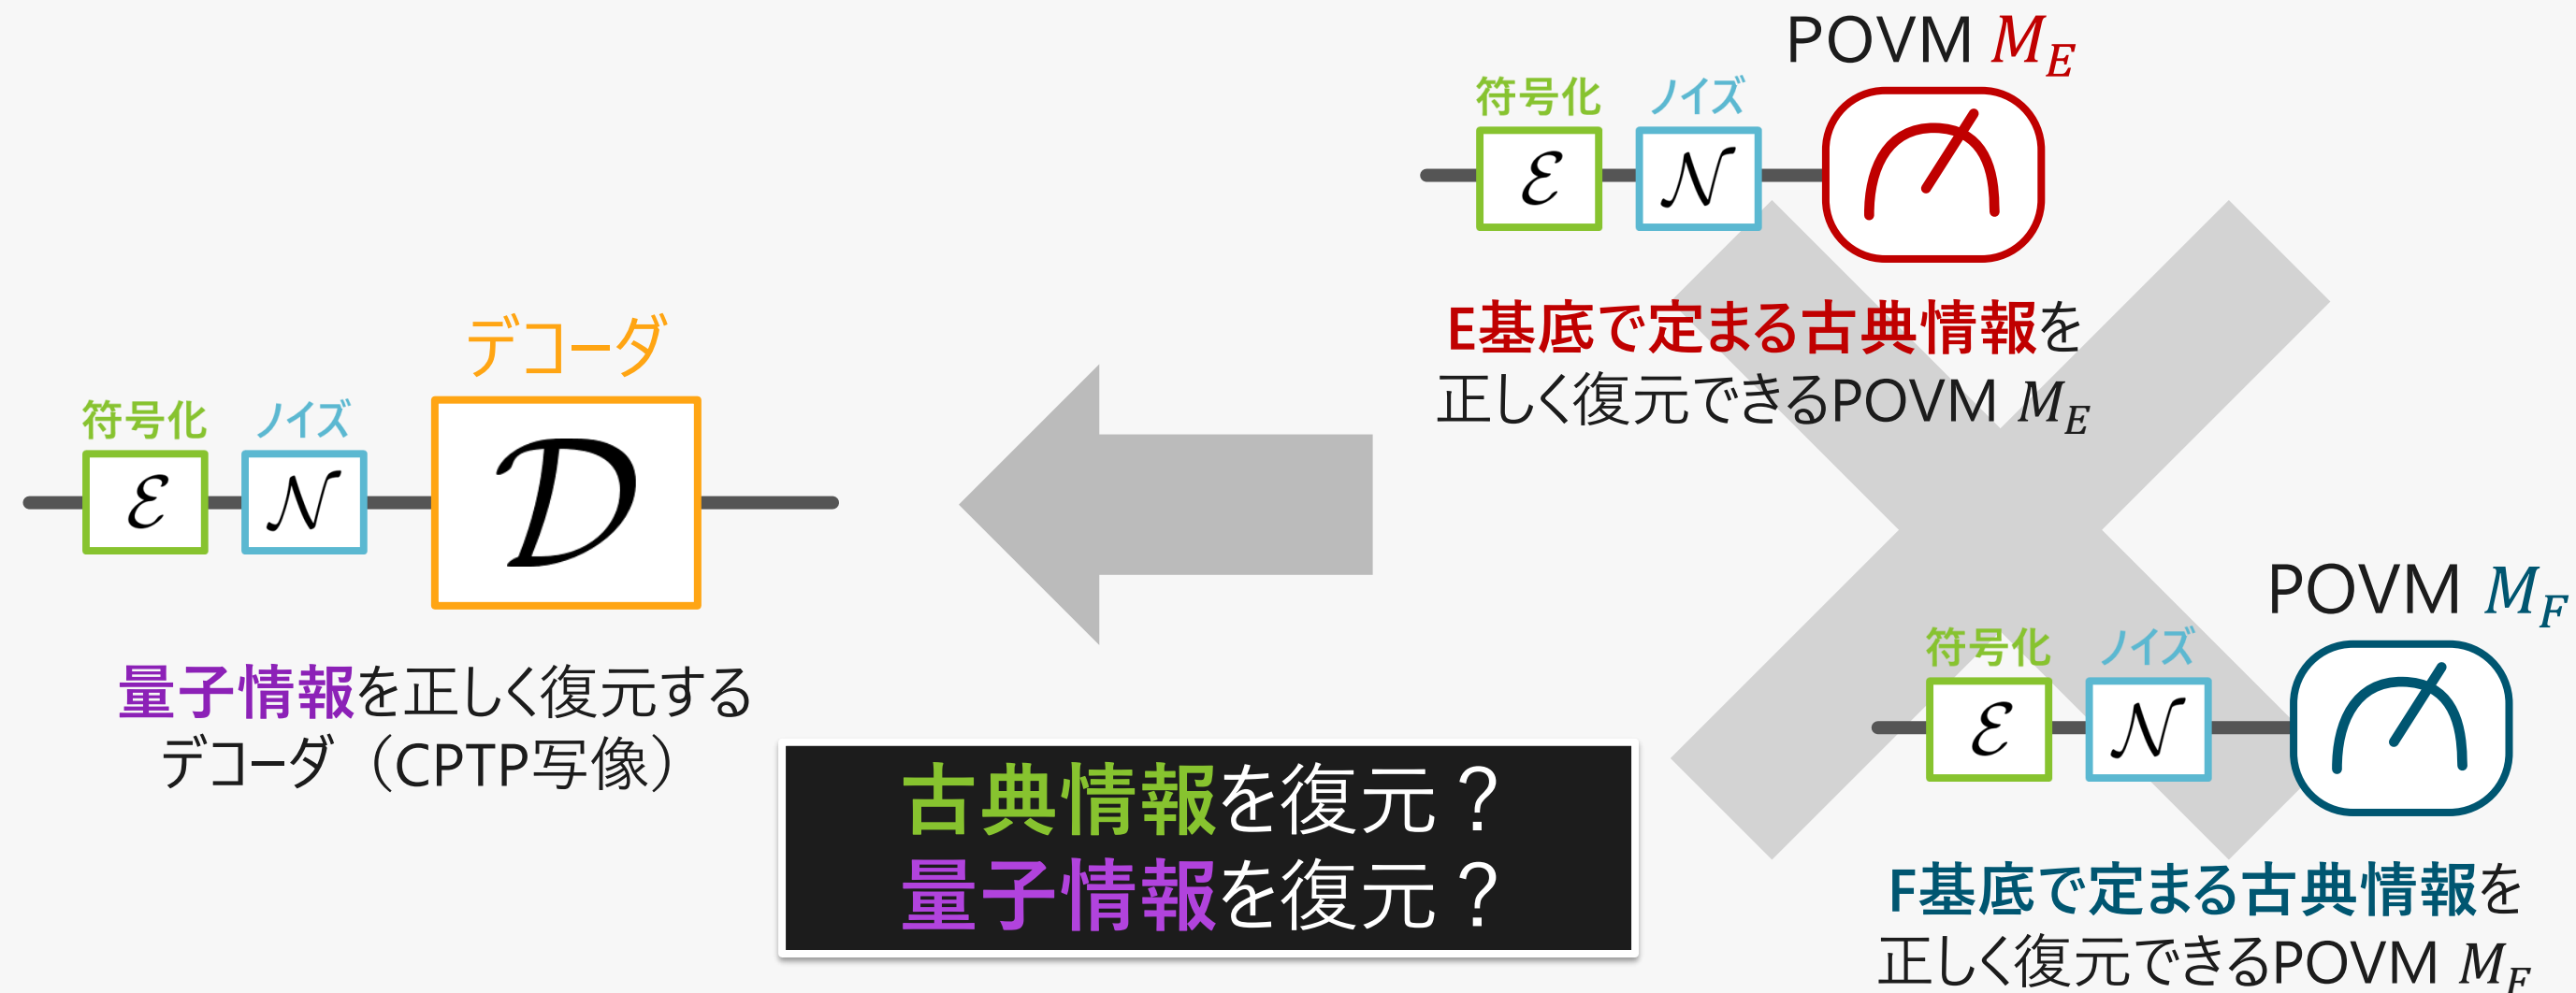 符号化
ノイズ
デコーダ
ℰ
𝒩
𝒟
量子情報を正しく復元する
デコーダ（CPTP写像）
POVM M_E
符号化
ノイズ
ℰ
𝒩
E基底で定まる古典情報を
正しく復元できるPOVM M_E
POVM M_F
符号化
ノイズ
ℰ
𝒩
F基底で定まる古典情報を
正しく復元できるPOVM M_F
古典情報を復元？
量子情報を復元？